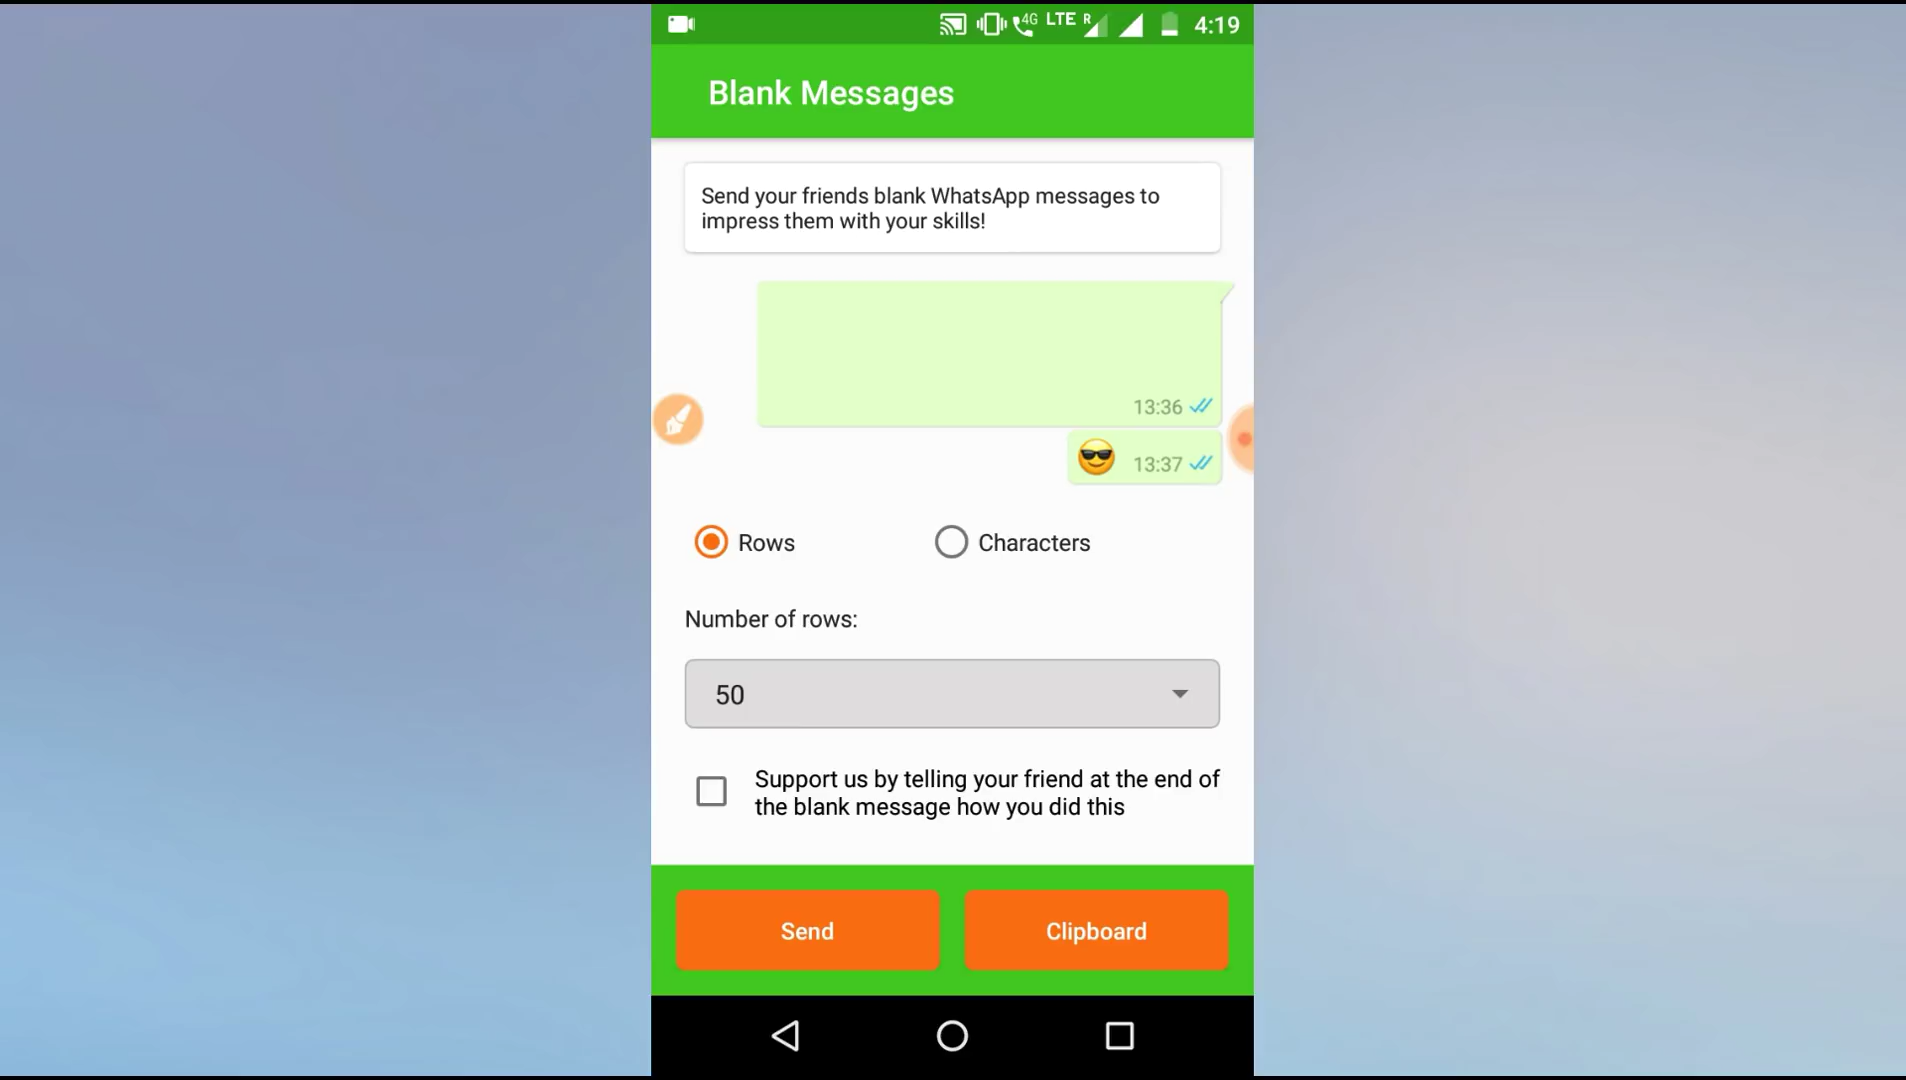 4G LTE R 4:19
Blank Messages
Send your friends blank WhatsApp messages to
impress them with your skills!
13:36
13:37
Rows Characters
Number of rows:
50
Support us by telling your friend at the end of
the blank message how you did this
Send Clipboard